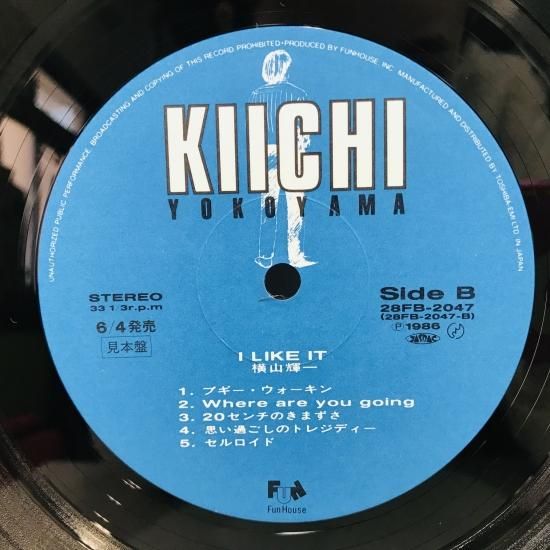 UNAUTHORIZED PUBLIC PERFORMANCE, BROADCASTING AND COPYING OF THIS RECORD PROHIBITED・PRODUCED BY FUNHOUSE, INC. MANUFACTURED AND DISTRIBUTED BY TOSHIBA-EMI LTD. IN JAPAN
KIICHI
YOKOYAMA
STEREO
33 1/3r.p.m
6/4発売
見本盤
Side B
28FB-2047
(28FB-2047-B)
Ⓟ1986
JASRAC
I LIKE IT
横山輝一
1. ブギー・ウォーキン
2. Where are you going
3. 20センチのきまずさ
4. 思い過ごしのトレジディー
5. セルロイド
FUN
FunHouse